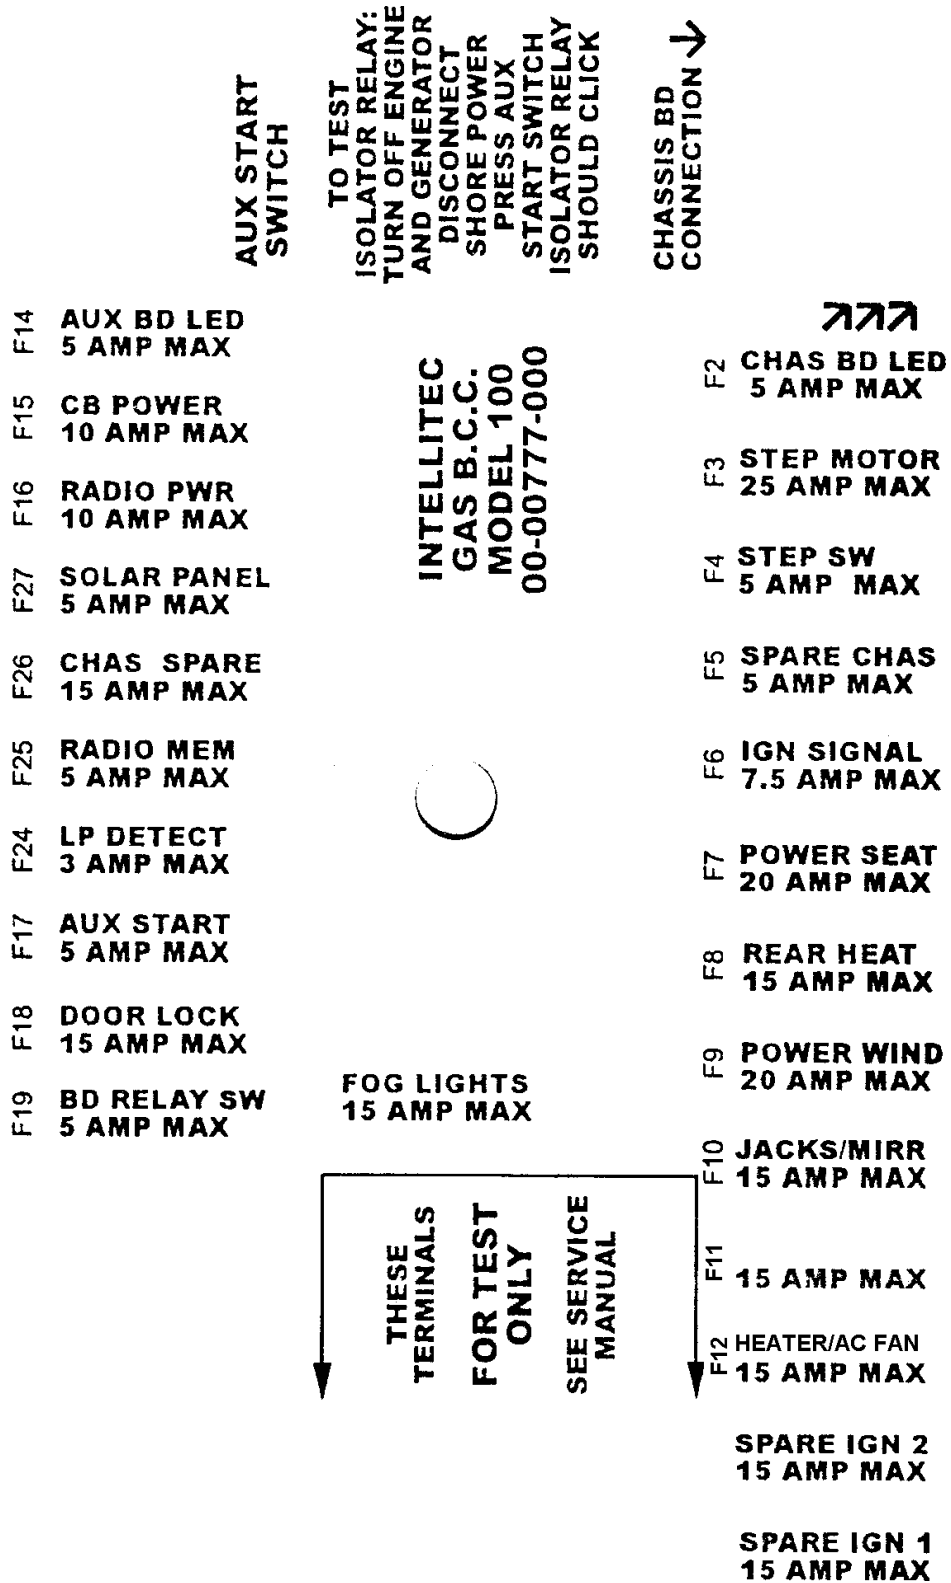 AUX START
SWITCH
TO TEST
ISOLATOR RELAY:
TURN OFF ENGINE
AND GENERATOR
DISCONNECT
SHORE POWER
PRESS AUX
START SWITCH
ISOLATOR RELAY
SHOULD CLICK
CHASSIS BD
CONNECTION
F14
AUX BD LED
5 AMP MAX
F15
CB POWER
10 AMP MAX
F16
RADIO PWR
10 AMP MAX
F27
SOLAR PANEL
5 AMP MAX
F26
CHAS SPARE
15 AMP MAX
F25
RADIO MEM
5 AMP MAX
F24
LP DETECT
3 AMP MAX
F17
AUX START
5 AMP MAX
F18
DOOR LOCK
15 AMP MAX
F19
BD RELAY SW
5 AMP MAX
INTELLITEC
GAS B.C.C.
MODEL 100
00-00777-000
FOG LIGHTS
15 AMP MAX
THESE
TERMINALS
FOR TEST
ONLY
SEE SERVICE
MANUAL
F2
CHAS BD LED
5 AMP MAX
F3
STEP MOTOR
25 AMP MAX
F4
STEP SW
5 AMP MAX
F5
SPARE CHAS
5 AMP MAX
F6
IGN SIGNAL
7.5 AMP MAX
F7
POWER SEAT
20 AMP MAX
F8
REAR HEAT
15 AMP MAX
F9
POWER WIND
20 AMP MAX
F10
JACKS/MIRR
15 AMP MAX
F11
15 AMP MAX
F12
HEATER/AC FAN
15 AMP MAX
SPARE IGN 2
15 AMP MAX
SPARE IGN 1
15 AMP MAX